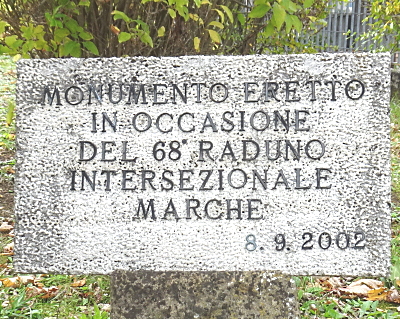 MONUMENTO ERETTO
IN OCCASIONE
DEL 68° RADUNO
INTERSEZIONALE
MARCHE
8.9.2002